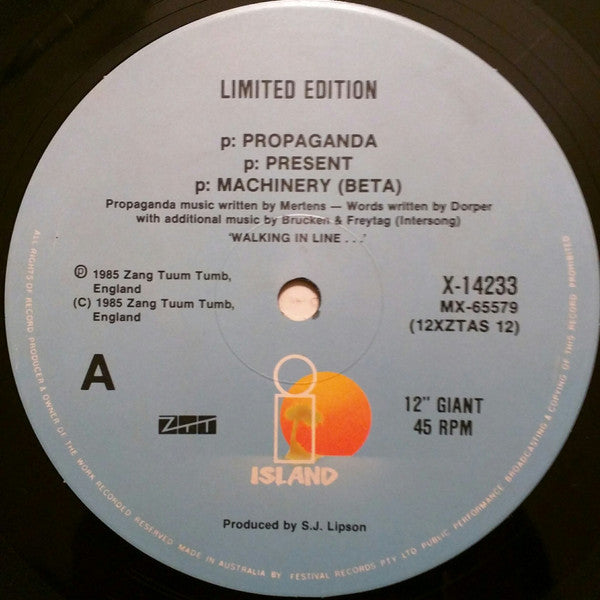 LIMITED EDITION
p: PROPAGANDA
p: PRESENT
p: MACHINERY (BETA)
Propaganda music written by Mertens — Words written by Dorper
with additional music by Brucken & Freytag (Intersong)
'WALKING IN LINE . . .'
℗ 1985 Zang Tuum Tumb,
England
(C) 1985 Zang Tuum Tumb,
England
X-14233
MX-65579
(12XZTAS 12)
A
ZTT
12" GIANT
45 RPM
ISLAND
Produced by S.J. Lipson
ALL RIGHTS OF RECORD PRODUCER & OWNER OF THE WORK RECORDED RESERVED MADE IN AUSTRALIA BY FESTIVAL RECORDS PTY LTD PUBLIC PERFORMANCE BROADCASTING & COPYING OF THIS RECORD PROHIBITED